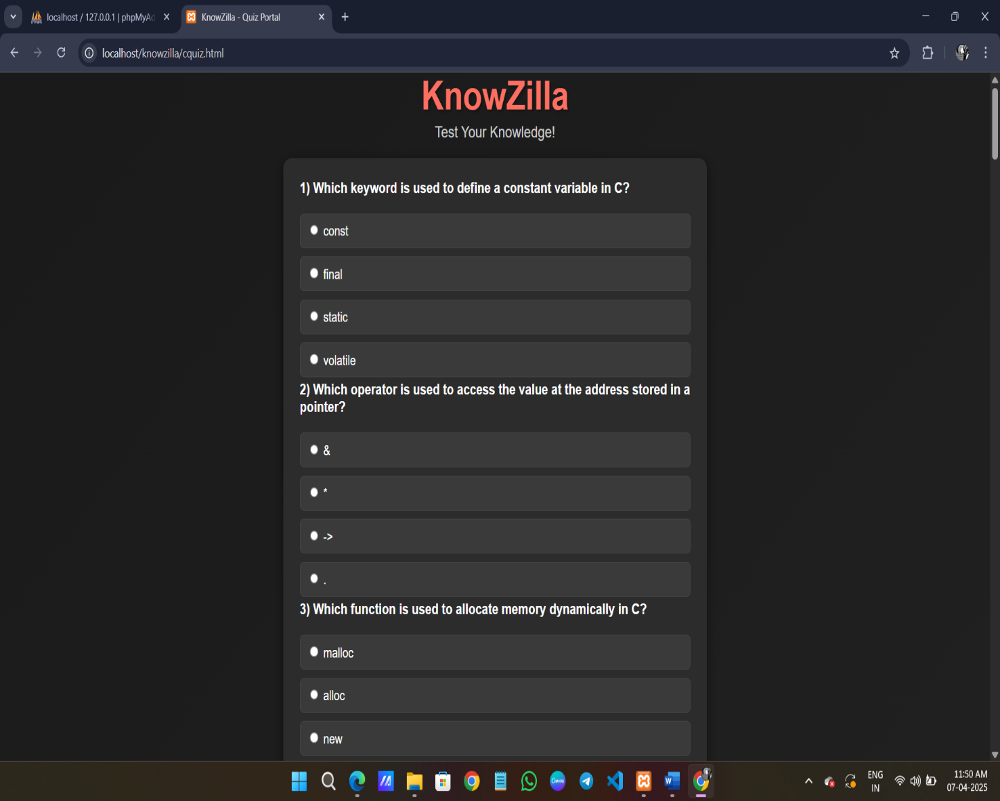 localhost / 127.0.0.1 | phpMyAd
KnowZilla - Quiz Portal
localhost/knowzilla/cquiz.html
KnowZilla
Test Your Knowledge!
1) Which keyword is used to define a constant variable in C?
const
final
static
volatile
2) Which operator is used to access the value at the address stored in a
pointer?
&
*
->
.
3) Which function is used to allocate memory dynamically in C?
malloc
alloc
new
Canva
W
ENG
IN
11:50 AM
07-04-2025